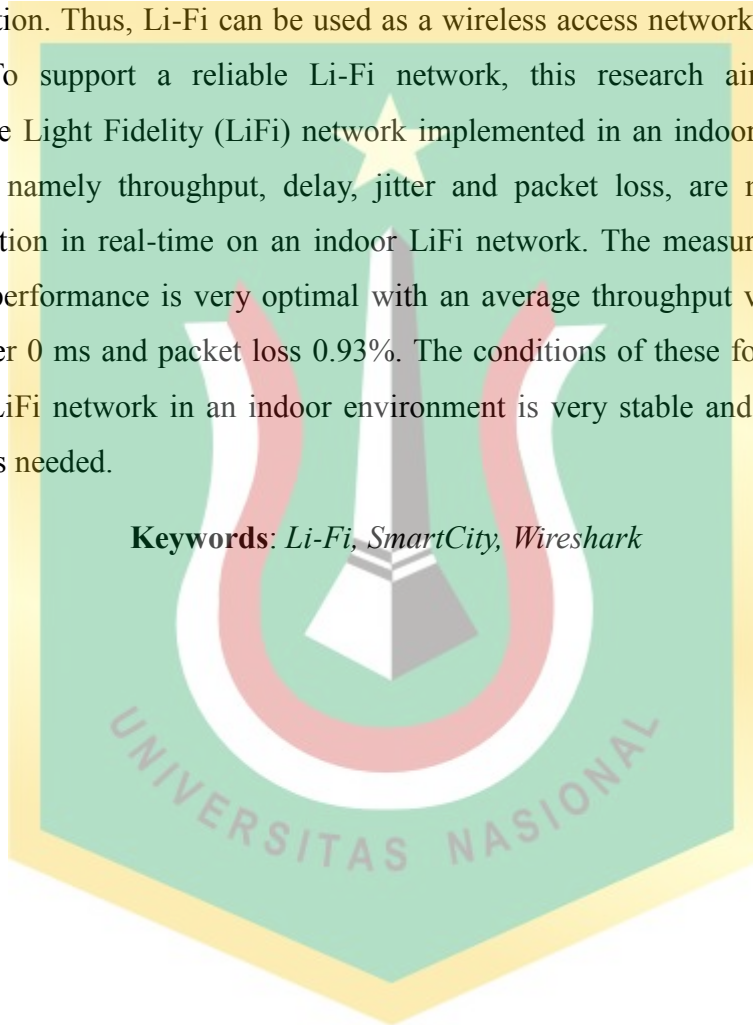 tion. Thus, Li-Fi can be used as a wireless access network
To support a reliable Li-Fi network, this research
e Light Fidelity (LiFi) network implemented in an indoor
namely throughput, delay, jitter and packet loss, are
tion in real-time on an indoor LiFi network. The
performance is very optimal with an average throughput
er 0 ms and packet loss 0.93%. The conditions of these
LiFi network in an indoor environment is very stable and
s needed.
Keywords: Li-Fi, SmartCity, Wireshark
UNIVERSITAS NASIONAL